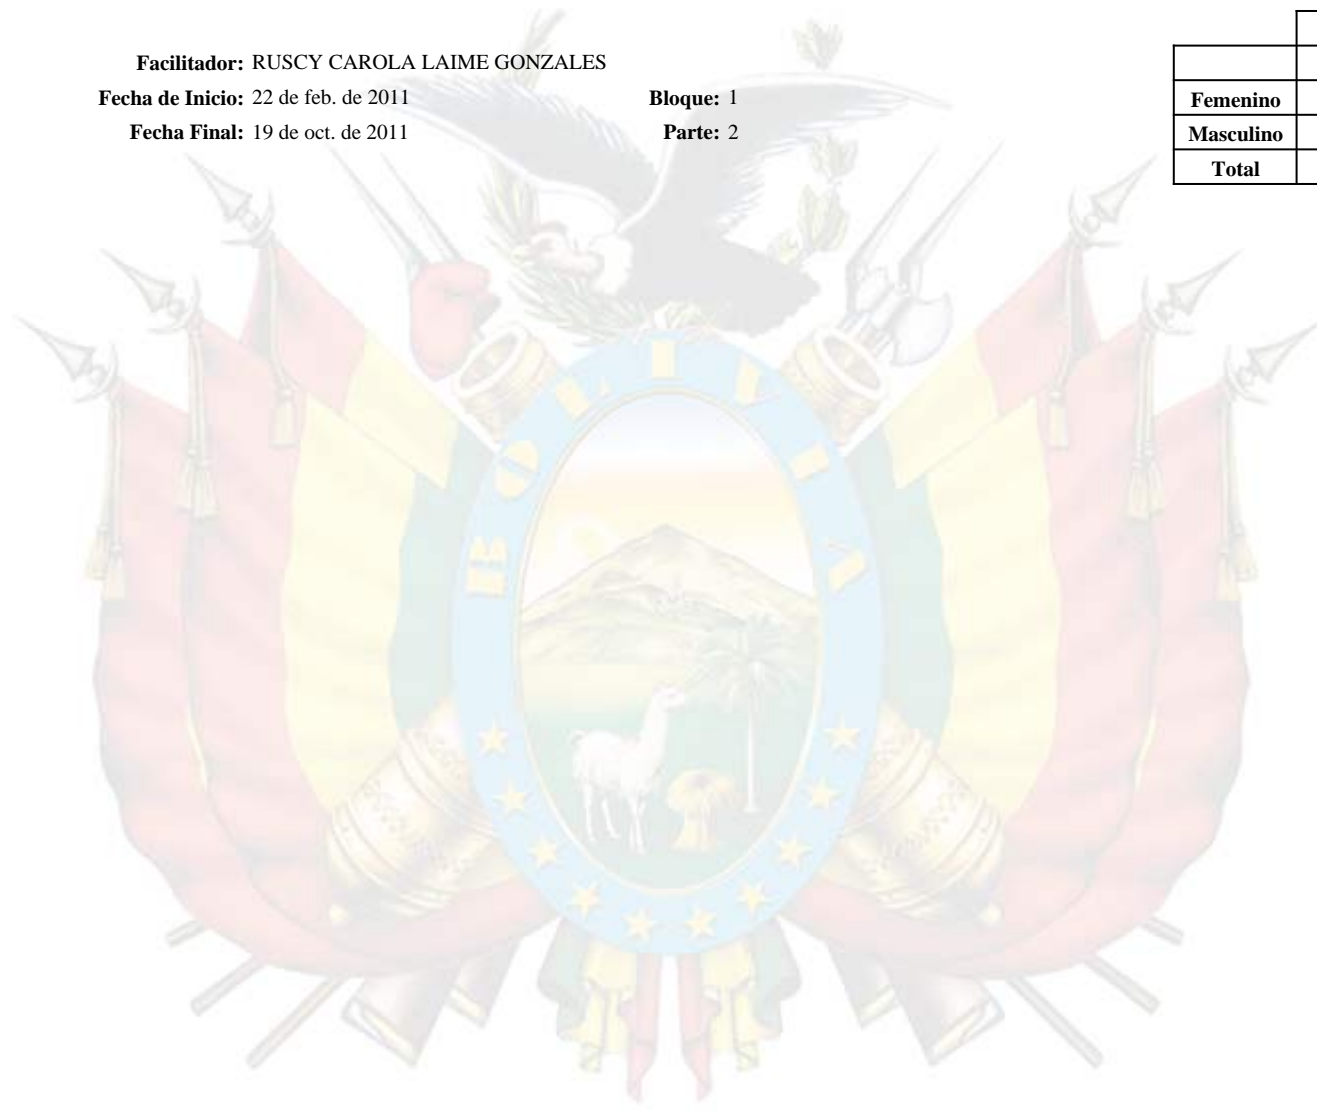 Facilitador: RUSCY CAROLA LAIME GONZALES
Fecha de Inicio: 22 de feb. de 2011 Bloque: 1
Fecha Final: 19 de oct. de 2011 Parte: 2
Femenino
Masculino
Total
BOLIVIA